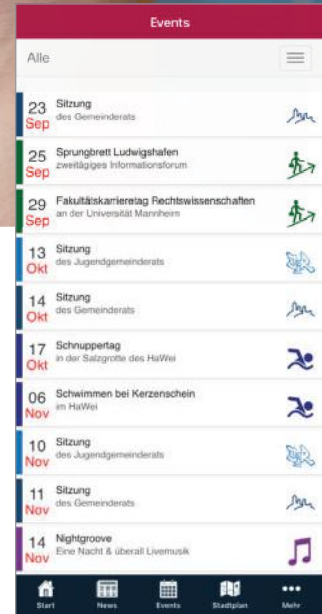 Events
Alle
23
Sep
Sitzung
des Gemeinderats
25
Sep
Sprungbrett Ludwigshafen
zweitägiges Informationsforum
29
Sep
Fakultätskarrieretag Rechtswissenschaften
an der Universität Mannheim
13
Okt
Sitzung
des Jugendgemeinderats
14
Okt
Sitzung
des Gemeinderats
17
Okt
Schnuppertag
in der Salzgrotte des HaWei
06
Nov
Schwimmen bei Kerzenschein
im HaWei
10
Nov
Sitzung
des Jugendgemeinderats
11
Nov
Sitzung
des Gemeinderats
14
Nov
Nightgroove
Eine Nacht & überall Livemusik
Start
News
Events
Stadtplan
Mehr